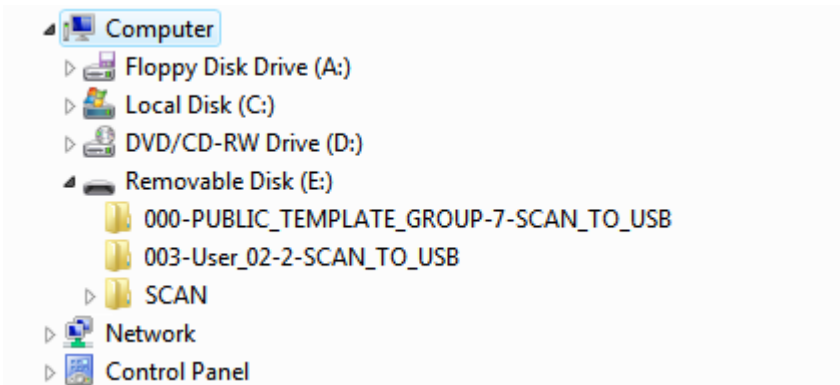 Computer
Floppy Disk Drive (A:)
Local Disk (C:)
DVD/CD-RW Drive (D:)
Removable Disk (E:)
000-PUBLIC_TEMPLATE_GROUP-7-SCAN_TO_USB
003-User_02-2-SCAN_TO_USB
SCAN
Network
Control Panel